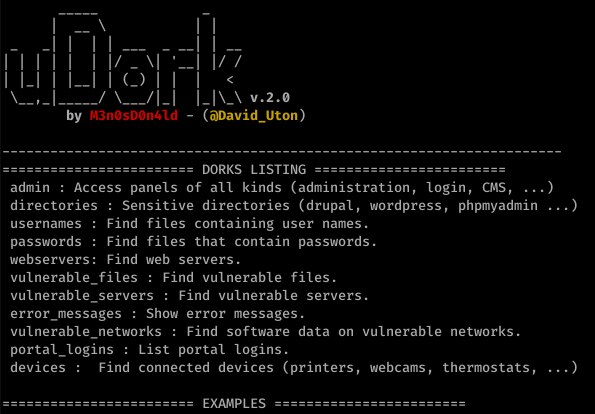 uDork v.2.0
by M3n0sD0n4ld - (@David_Uton)
---------------------------------------------------------------------
======================== DORKS LISTING ========================
admin : Access panels of all kinds (administration, login, CMS, ...)
directories : Sensitive directories (drupal, wordpress, phpmyadmin ...)
usernames : Find files containing user names.
passwords : Find files that contain passwords.
webservers: Find web servers.
vulnerable_files : Find vulnerable files.
vulnerable_servers : Find vulnerable servers.
error_messages : Show error messages.
vulnerable_networks : Find software data on vulnerable networks.
portal_logins : List portal logins.
devices :  Find connected devices (printers, webcams, thermostats, ...)
======================== EXAMPLES ========================